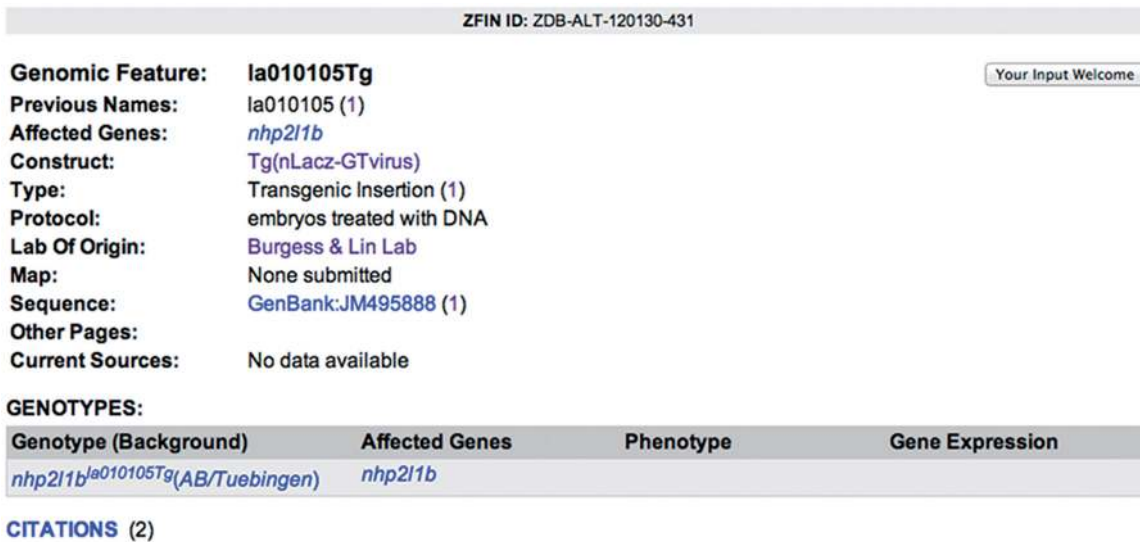 ZFIN ID: ZDB-ALT-120130-431
Genomic Feature: la010105Tg Your Input Welcome
Previous Names: la010105 (1)
Affected Genes: nhp2l1b
Construct: Tg(nLacz-GTvirus)
Type: Transgenic Insertion (1)
Protocol: embryos treated with DNA
Lab Of Origin: Burgess & Lin Lab
Map: None submitted
Sequence: GenBank:JM495888 (1)
Other Pages:
Current Sources: No data available
GENOTYPES:
Genotype (Background) Affected Genes Phenotype Gene Expression
nhp2l1bla010105Tg(AB/Tuebingen) nhp2l1b
CITATIONS (2)